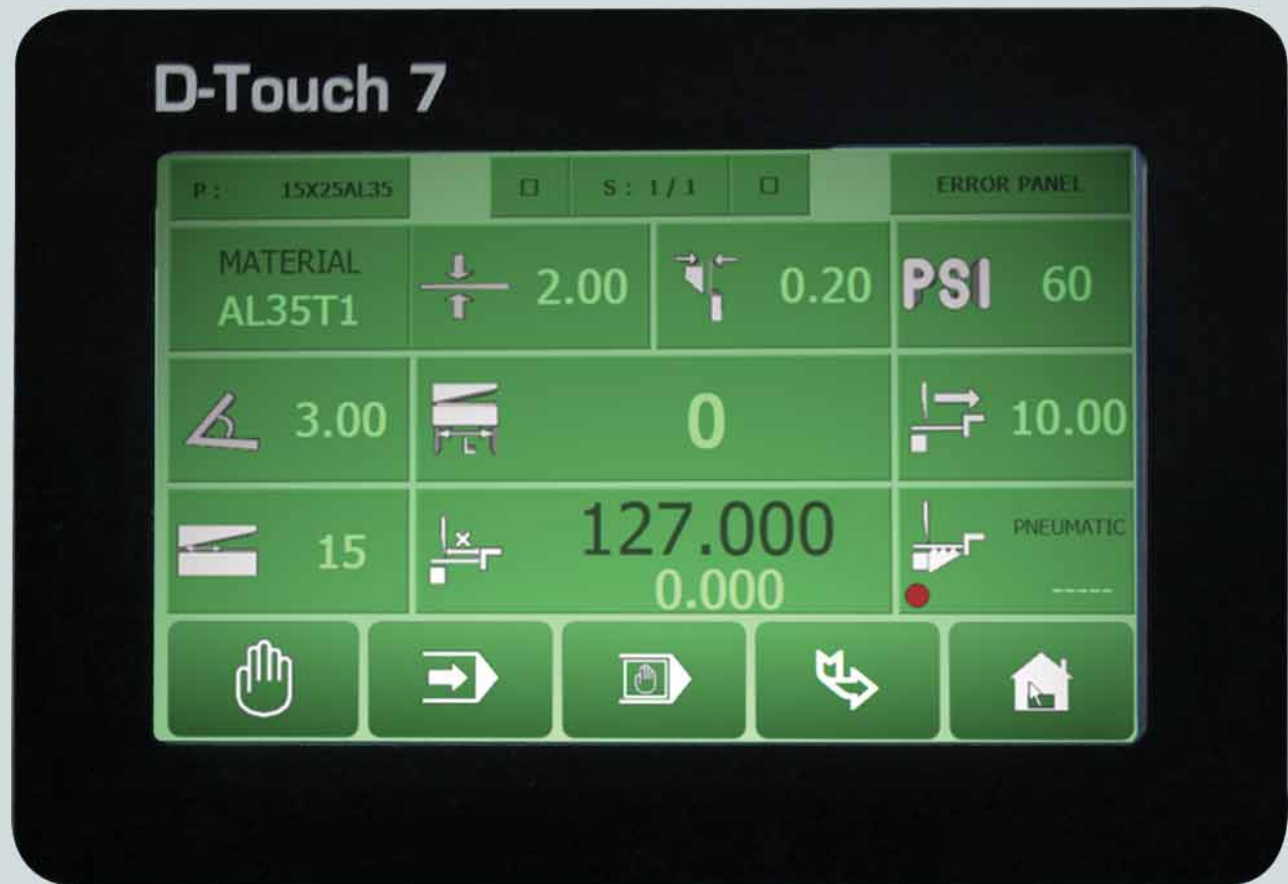 D-Touch 7
P: 15X25AL35
S: 1/1
ERROR PANEL
MATERIAL
AL35T1
2.00
0.20
PSI 60
3.00
L
0
10.00
15
x
127.000
0.000
PNEUMATIC
-----